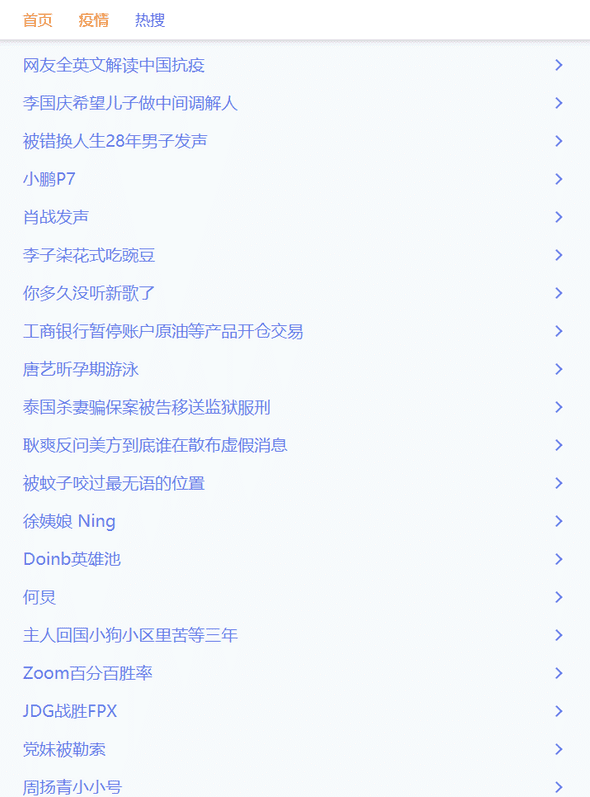 首页 疫情 热搜
网友全英文解读中国抗疫
李国庆希望儿子做中间调解人
被错换人生28年男子发声
小鹏P7
肖战发声
李子柒花式吃豌豆
你多久没听新歌了
工商银行暂停账户原油等产品开仓交易
唐艺昕孕期游泳
泰国杀妻骗保案被告移送监狱服刑
耿爽反问美方到底谁在散布虚假消息
被蚊子咬过最无语的位置
徐姨娘 Ning
Doinb英雄池
何炅
主人回国小狗小区里苦等三年
Zoom百分百胜率
JDG战胜FPX
党妹被勒索
周扬青小小号